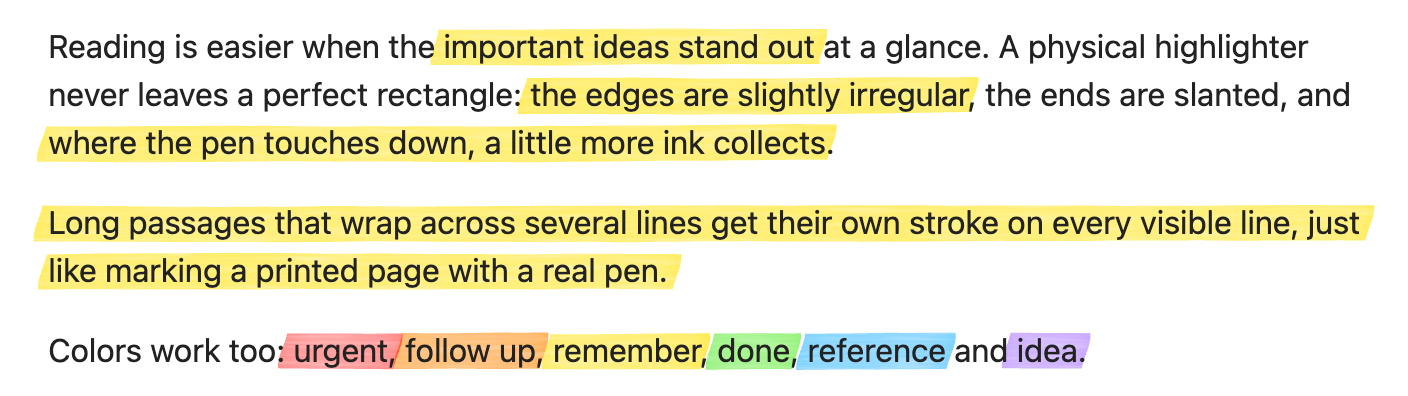 Reading is easier when the important ideas stand out at a glance. A physical highlighter
never leaves a perfect rectangle: the edges are slightly irregular, the ends are slanted, and
where the pen touches down, a little more ink collects.
Long passages that wrap across several lines get their own stroke on every visible line, just
like marking a printed page with a real pen.
Colors work too: urgent, follow up, remember, done, reference and idea.